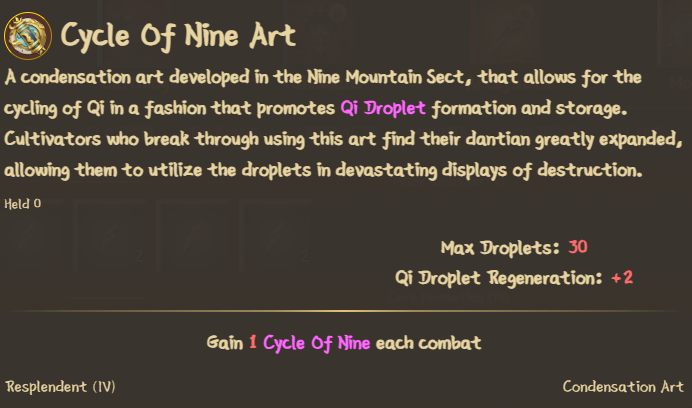 Cycle Of Nine Art
A condensation art developed in the Nine Mountain Sect, that allows for the
cycling of Qi in a fashion that promotes Qi Droplet formation and storage.
Cultivators who break through using this art find their dantian greatly expanded,
allowing them to utilize the droplets in devastating displays of destruction.
Held 0
Max Droplets: 30
Qi Droplet Regeneration: +2
Gain 1 Cycle Of Nine each combat
Resplendent (IV)
Condensation Art